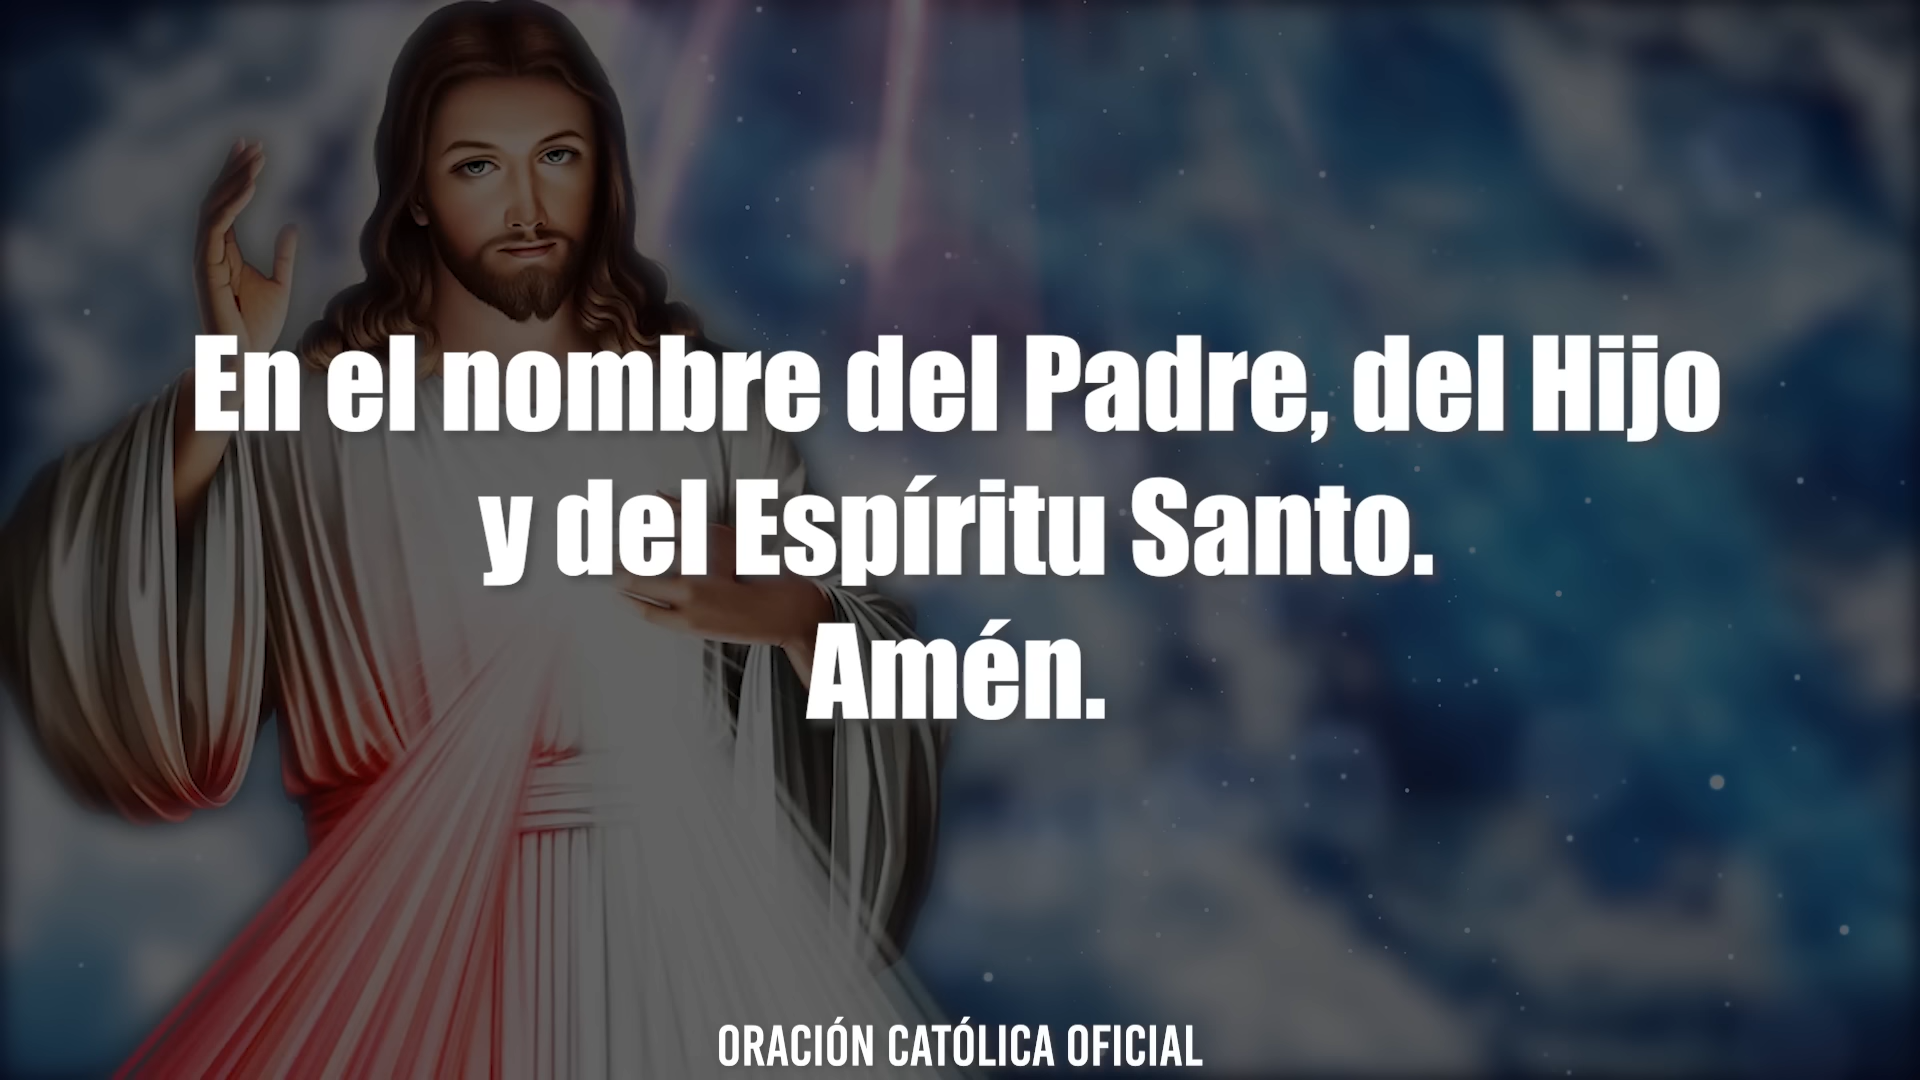 En el nombre del Padre, del Hijo
y del Espíritu Santo.
Amén.
ORACIÓN CATÓLICA OFICIAL